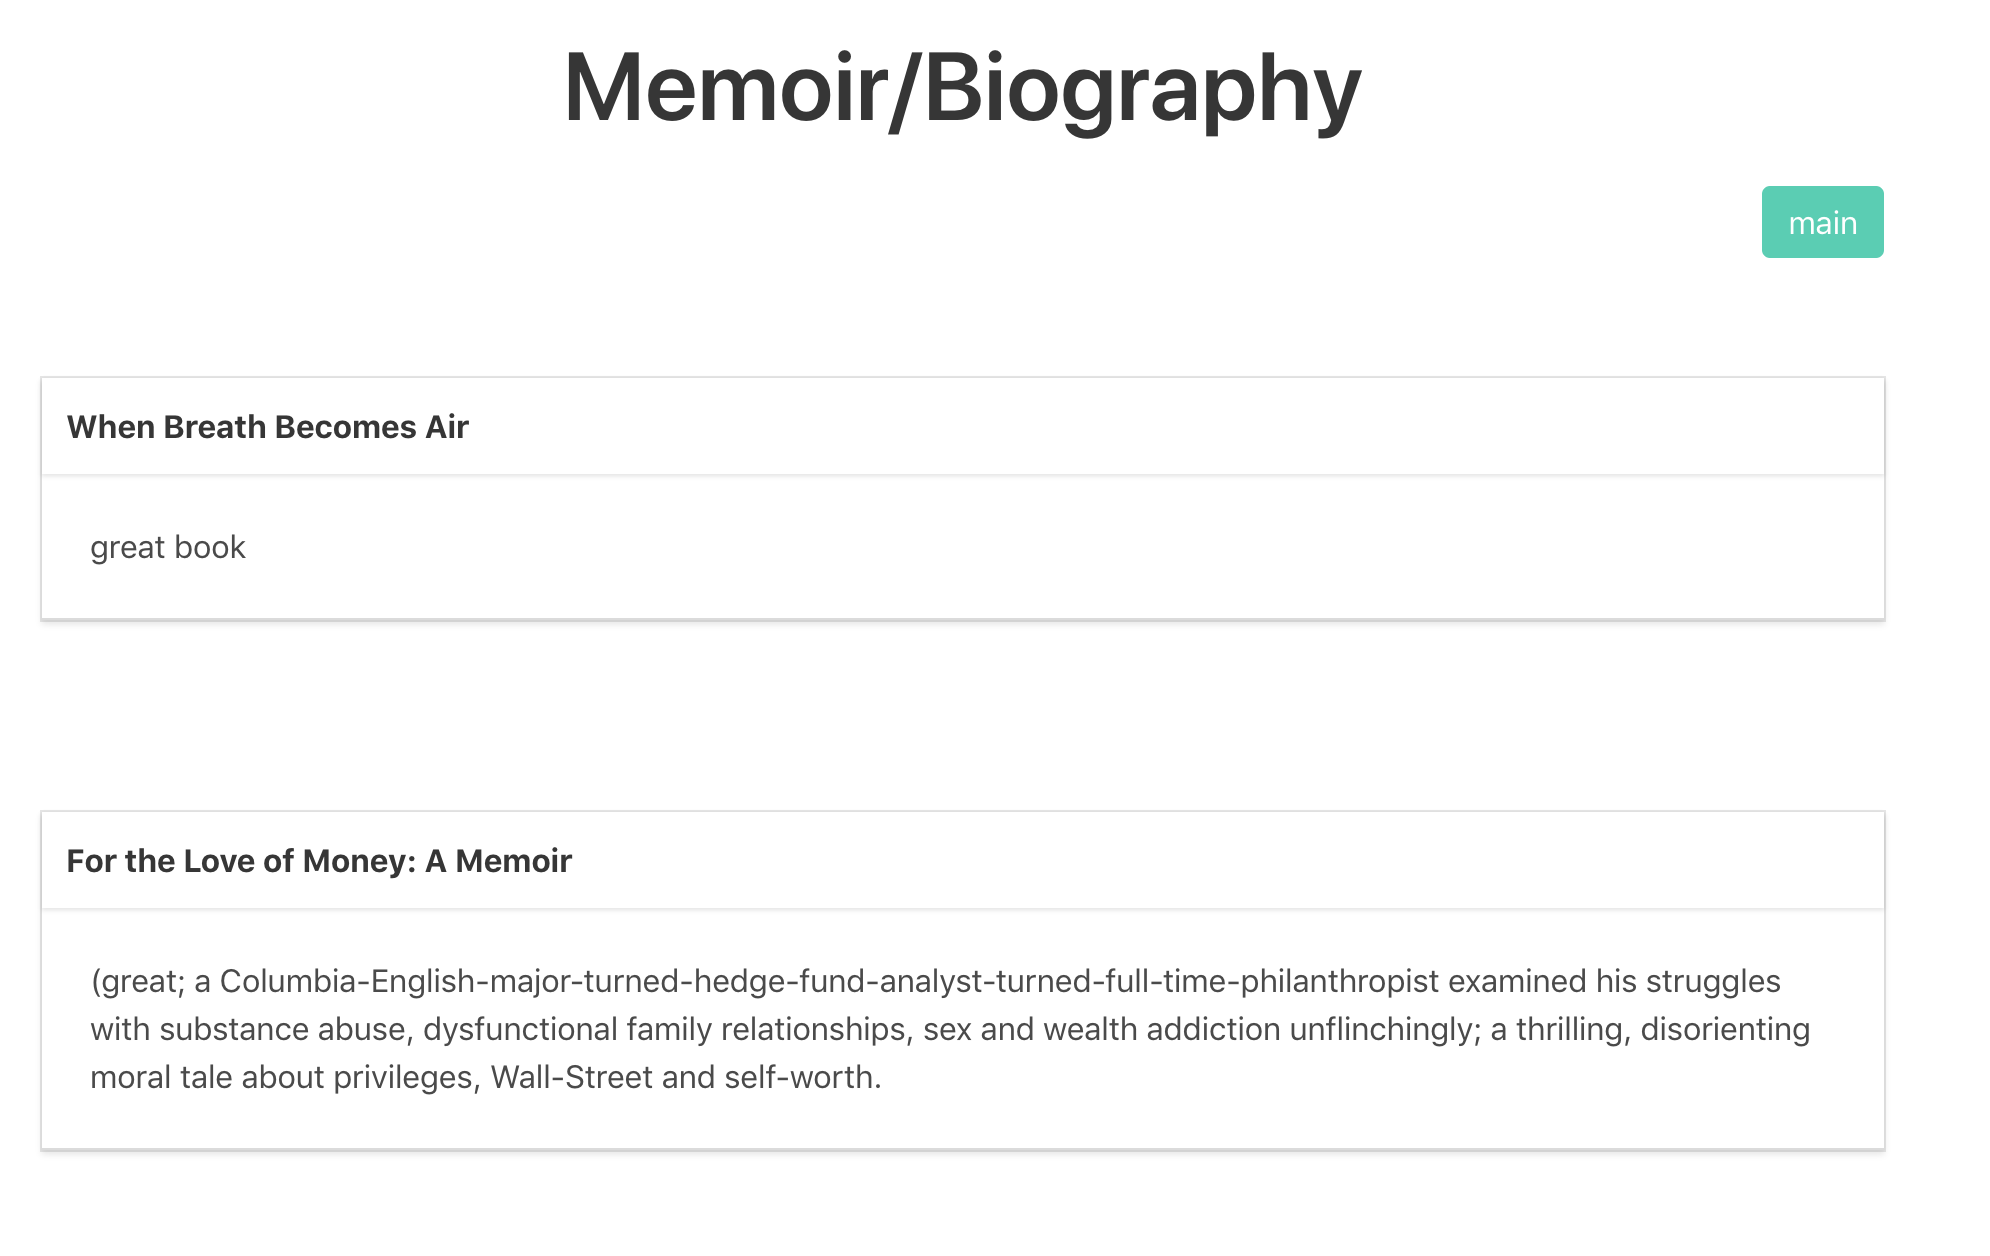 Memoir/Biography
main
When Breath Becomes Air
great book
For the Love of Money: A Memoir
(great; a Columbia-English-major-turned-hedge-fund-analyst-turned-full-time-philanthropist examined his struggles
with substance abuse, dysfunctional family relationships, sex and wealth addiction unflinchingly; a thrilling, disorienting
moral tale about privileges, Wall-Street and self-worth.